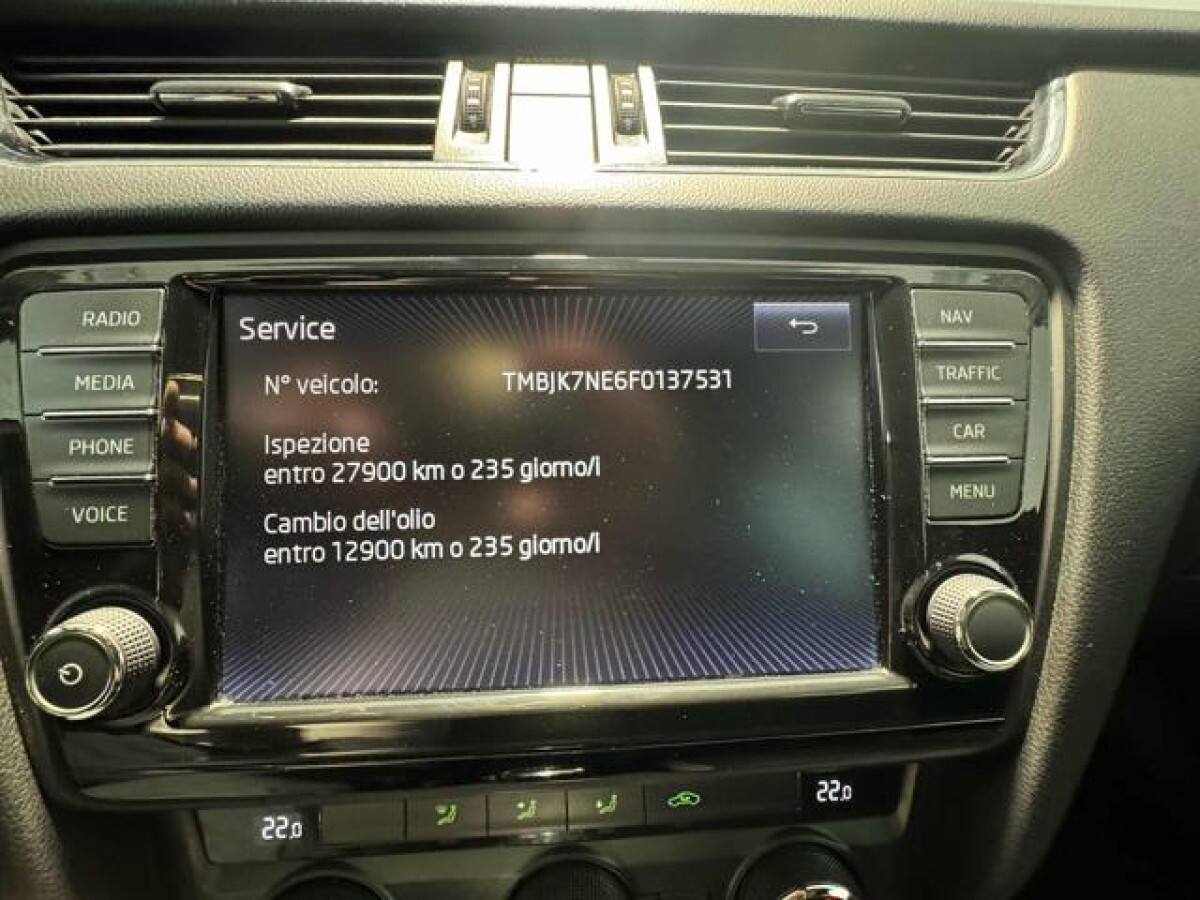 RADIO
MEDIA
PHONE
VOICE
Service
N° veicolo: TMBJK7NE6F0137531
Ispezione
entro 27900 km o 235 giorno/i
Cambio dell'olio
entro 12900 km o 235 giorno/i
NAV
TRAFFIC
CAR
MENU
22.0
22.0